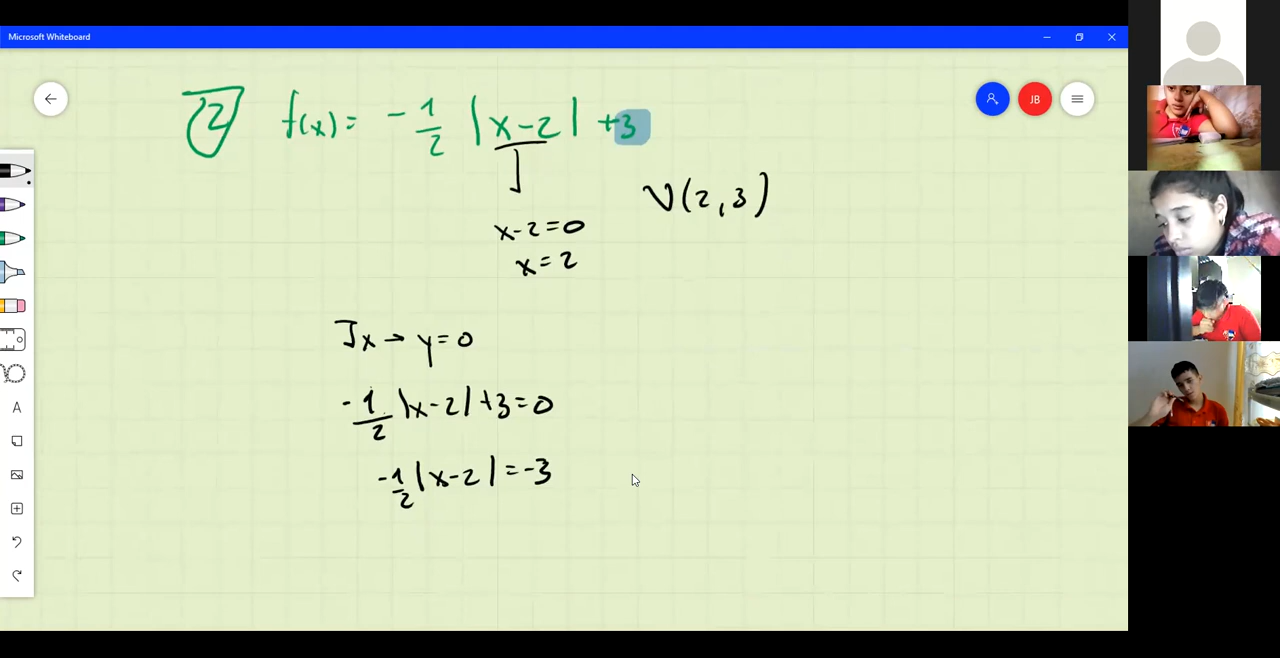 Microsoft Whiteboard
JB
2 f(x) = -1/2 |x-2| +3
V(2,3)
x-2=0
x=2
Ix → y=0
-1/2 |x-2| +3=0
-1/2 |x-2| = -3
A